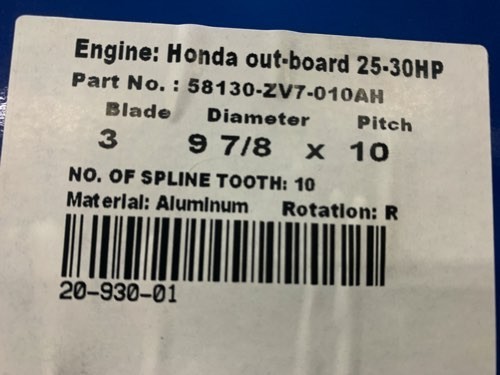 Engine: Honda out-board 25-30HP
Part No. : 58130-ZV7-010AH
Blade Diameter Pitch
3 9 7/8 x 10
NO. OF SPLINE TOOTH: 10
Material: Aluminum Rotation: R
20-930-01